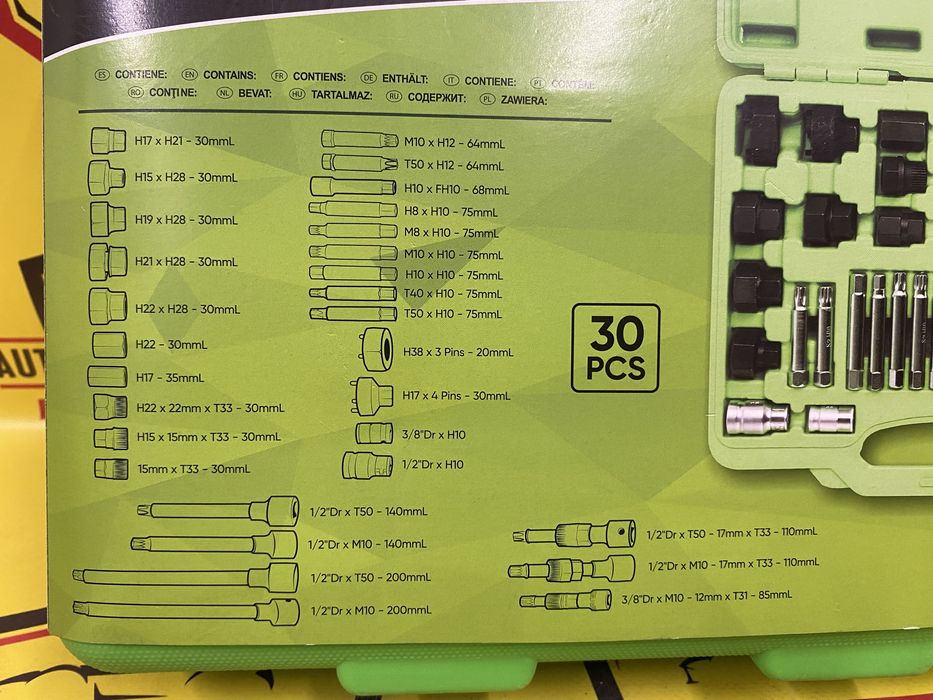 ES CONTIENE: EN CONTAINS: FR CONTIENS: DE ENTHÄLT: IT CONTIENE: PT CONTÉM:
RO CONȚINE: NL BEVAT: HU TARTALMAZ: RU СОДЕРЖИТ: PL ZAWIERA:
H17 x H21 - 30mmL
H15 x H28 - 30mmL
H19 x H28 - 30mmL
H21 x H28 - 30mmL
H22 x H28 - 30mmL
H22 - 30mmL
H17 - 35mmL
H22 x 22mm x T33 - 30mmL
H15 x 15mm x T33 - 30mmL
15mm x T33 - 30mmL
M10 x H12 - 64mmL
T50 x H12 - 64mmL
H10 x FH10 - 68mmL
H8 x H10 - 75mmL
M8 x H10 - 75mmL
M10 x H10 - 75mmL
H10 x H10 - 75mmL
T40 x H10 - 75mmL
T50 x H10 - 75mmL
H38 x 3 Pins - 20mmL
H17 x 4 Pins - 30mmL
3/8"Dr x H10
1/2"Dr x H10
30
PCS
1/2"Dr x T50 - 140mmL
1/2"Dr x M10 - 140mmL
1/2"Dr x T50 - 200mmL
1/2"Dr x M10 - 200mmL
1/2"Dr x T50 - 17mm x T33 - 110mmL
1/2"Dr x M10 - 17mm x T33 - 110mmL
3/8"Dr x M10 - 12mm x T31 - 85mmL
AUT